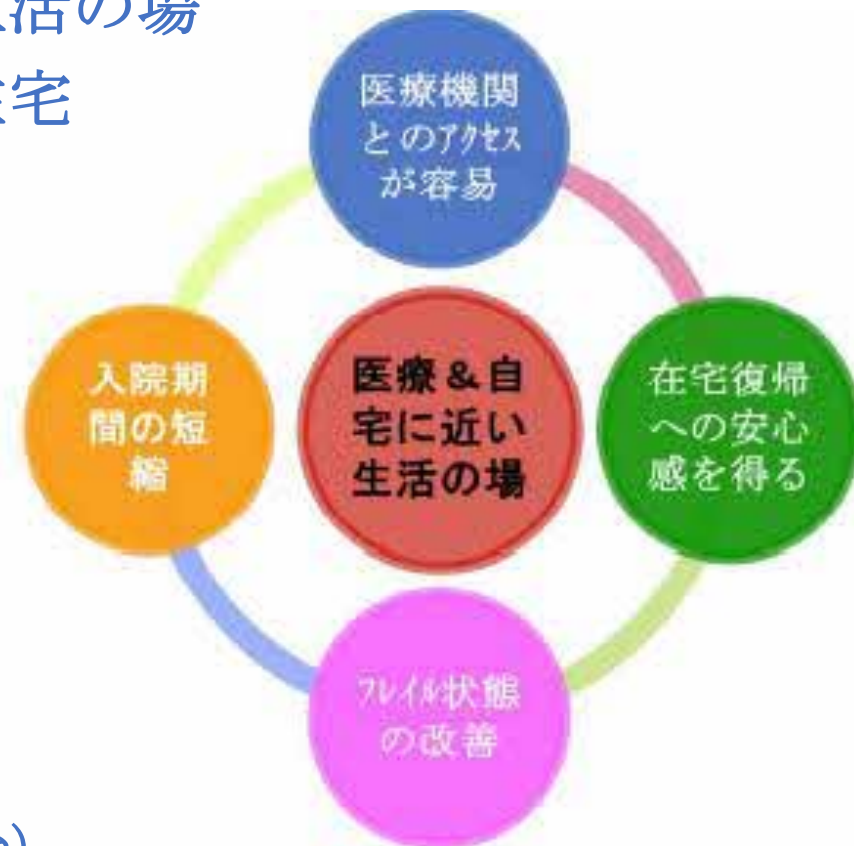 活の場
宅
医療機関
とのアクセス
が容易
入院期
間の短
縮
医療＆自
宅に近い
生活の場
在宅復帰
への安心
感を得る
フレイル状態
の改善